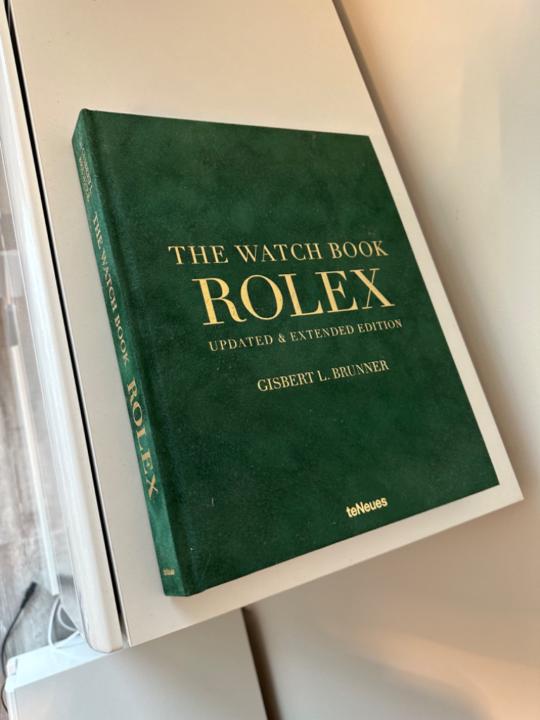 THE WATCH BOOK
ROLEX
UPDATED & EXTENDED EDITION
GISBERT L. BRUNNER
teNeues
THE WATCH BOOK ROLEX